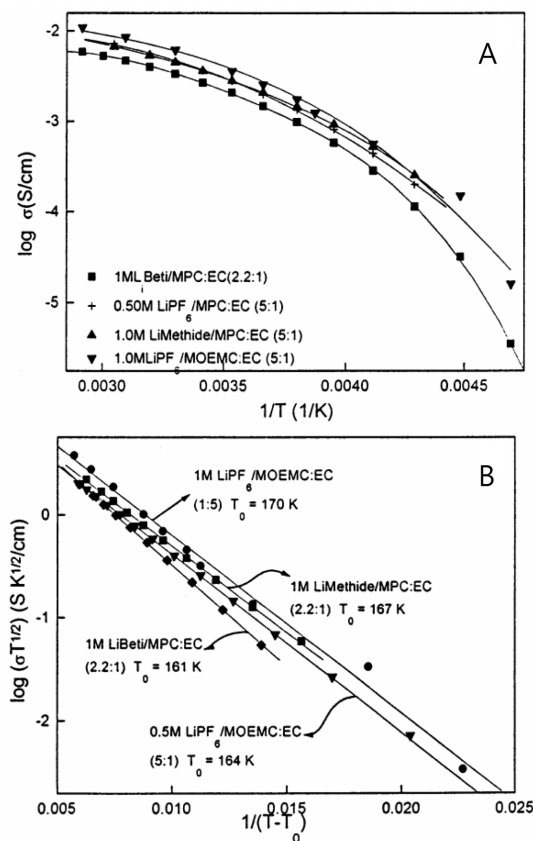 A
-2
-3
-4
-5
log σ(S/cm)
1MLiBeti/MPC:EC(2.2:1)
0.50M LiPF6/MPC:EC (5:1)
1.0M LiMethide/MPC:EC (5:1)
1.0MLiPF6/MOEMC:EC (5:1)
0.0030 0.0035 0.0040 0.0045
1/T (1/K)
B
0
-1
-2
log (σT1/2) (S K1/2/cm)
1M LiPF6/MOEMC:EC
(1:5) T0 = 170 K
1M LiMethide/MPC:EC
(2.2:1) T0 = 167 K
1M LiBeti/MPC:EC
(2.2:1) T0 = 161 K
0.5M LiPF6/MOEMC:EC
(5:1) T0 = 164 K
0.005 0.010 0.015 0.020 0.025
1/(T-T0)